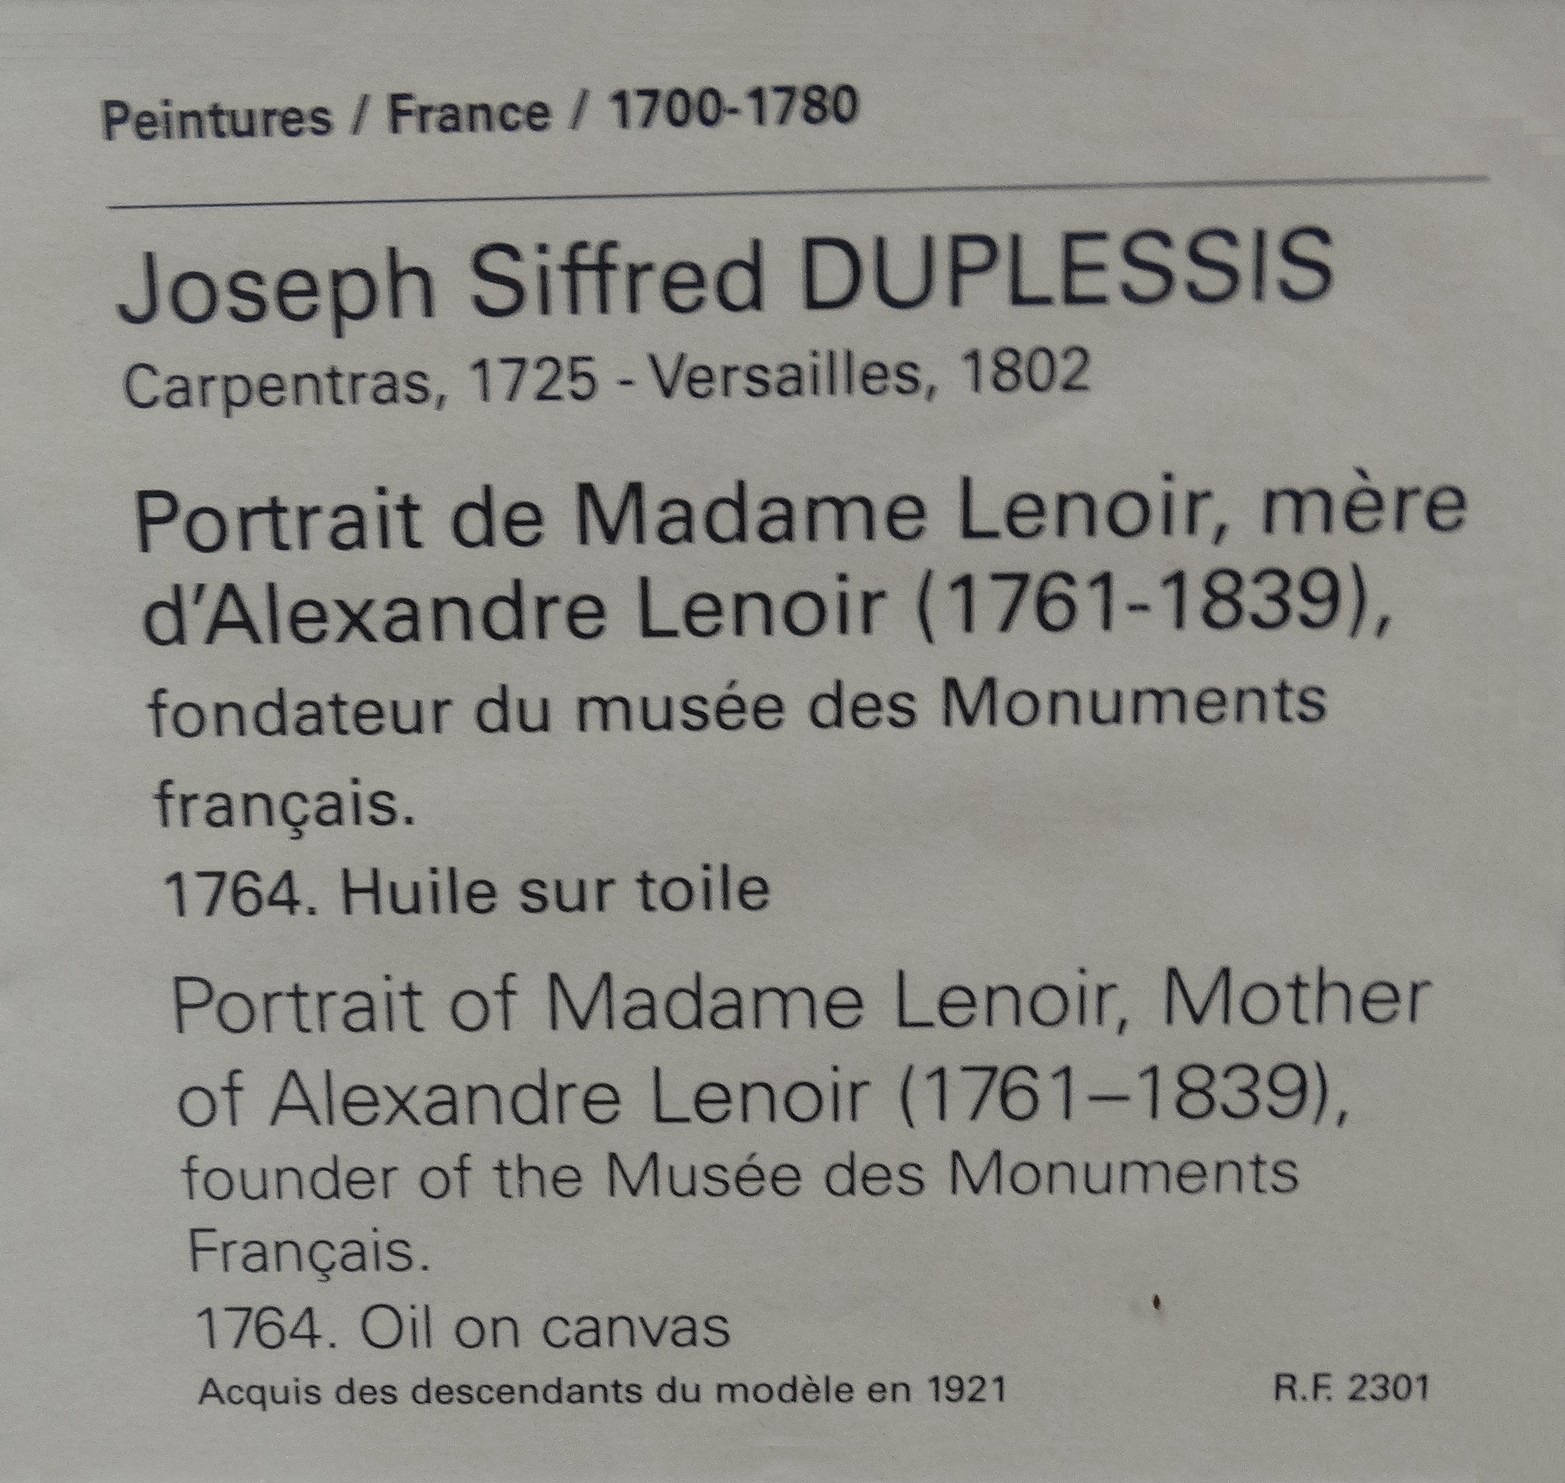 Peintures / France / 1700-1780
Joseph Siffred DUPLESSIS
Carpentras, 1725 - Versailles, 1802
Portrait de Madame Lenoir, mère
d'Alexandre Lenoir (1761-1839),
fondateur du musée des Monuments
français.
1764. Huile sur toile
Portrait of Madame Lenoir, Mother
of Alexandre Lenoir (1761–1839),
founder of the Musée des Monuments
Français.
1764. Oil on canvas
Acquis des descendants du modèle en 1921 R.F. 2301